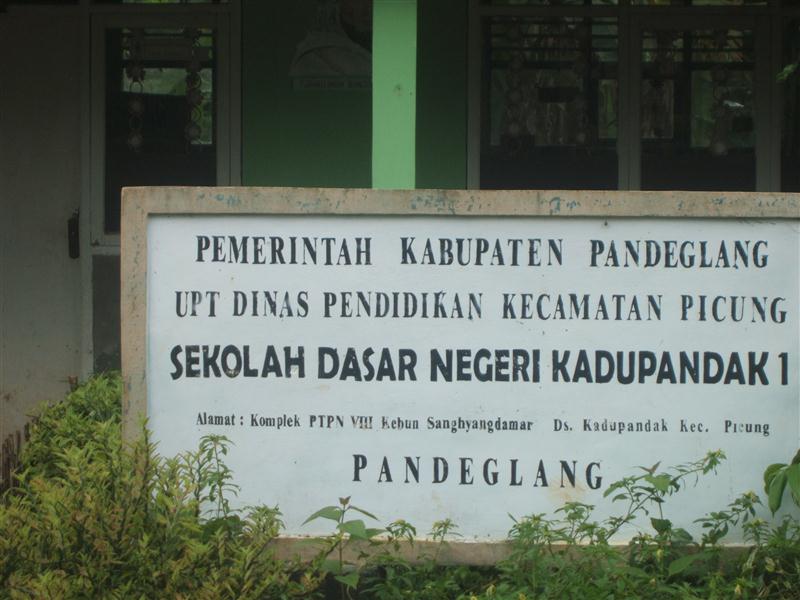 PEMERINTAH KABUPATEN PANDEGLANG
UPT DINAS PENDIDIKAN KECAMATAN PICUNG
SEKOLAH DASAR NEGERI KADUPANDAK 1
Alamat : Komplek PTPN VIII Kebun Sanghyangdamar Ds. Kadupandak Kec. Picung
PANDEGLANG